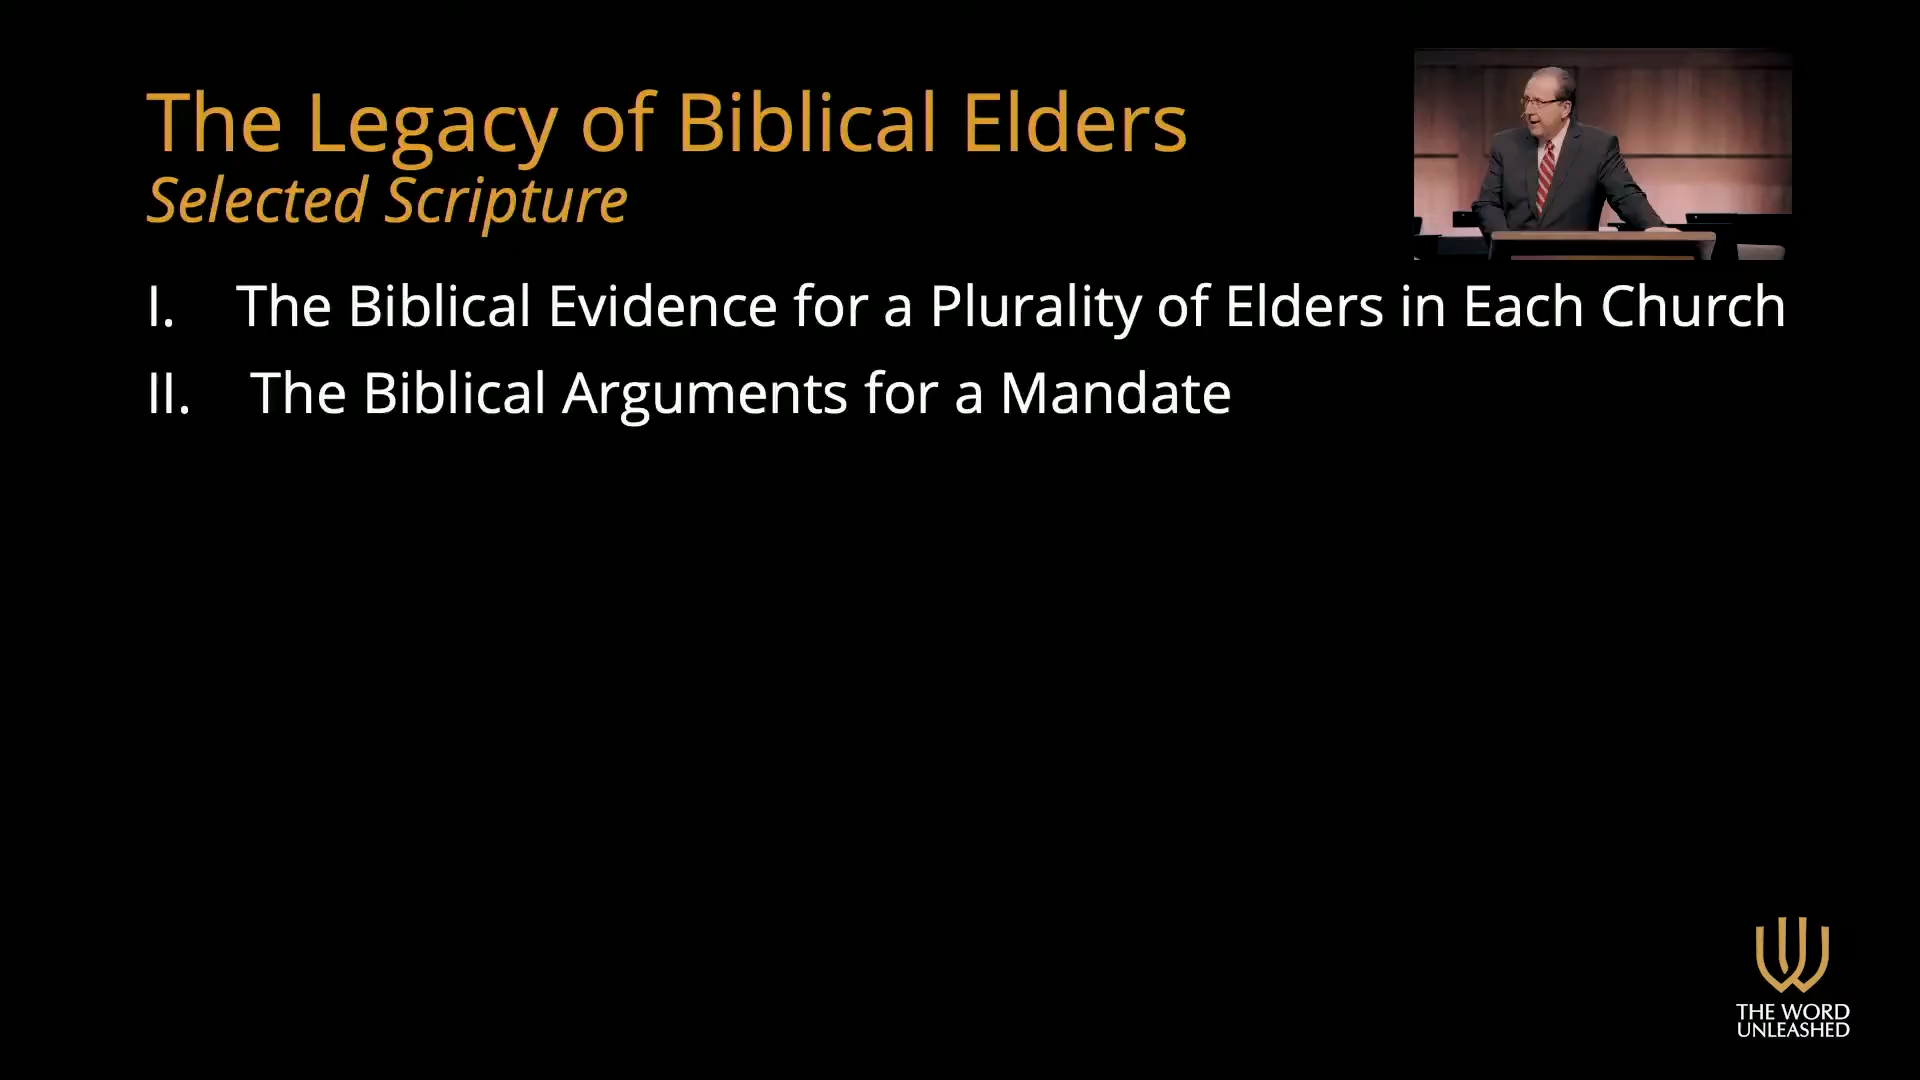 The Legacy of Biblical Elders
Selected Scripture
I. The Biblical Evidence for a Plurality of Elders in Each Church
II. The Biblical Arguments for a Mandate
THE WORD
UNLEASHED